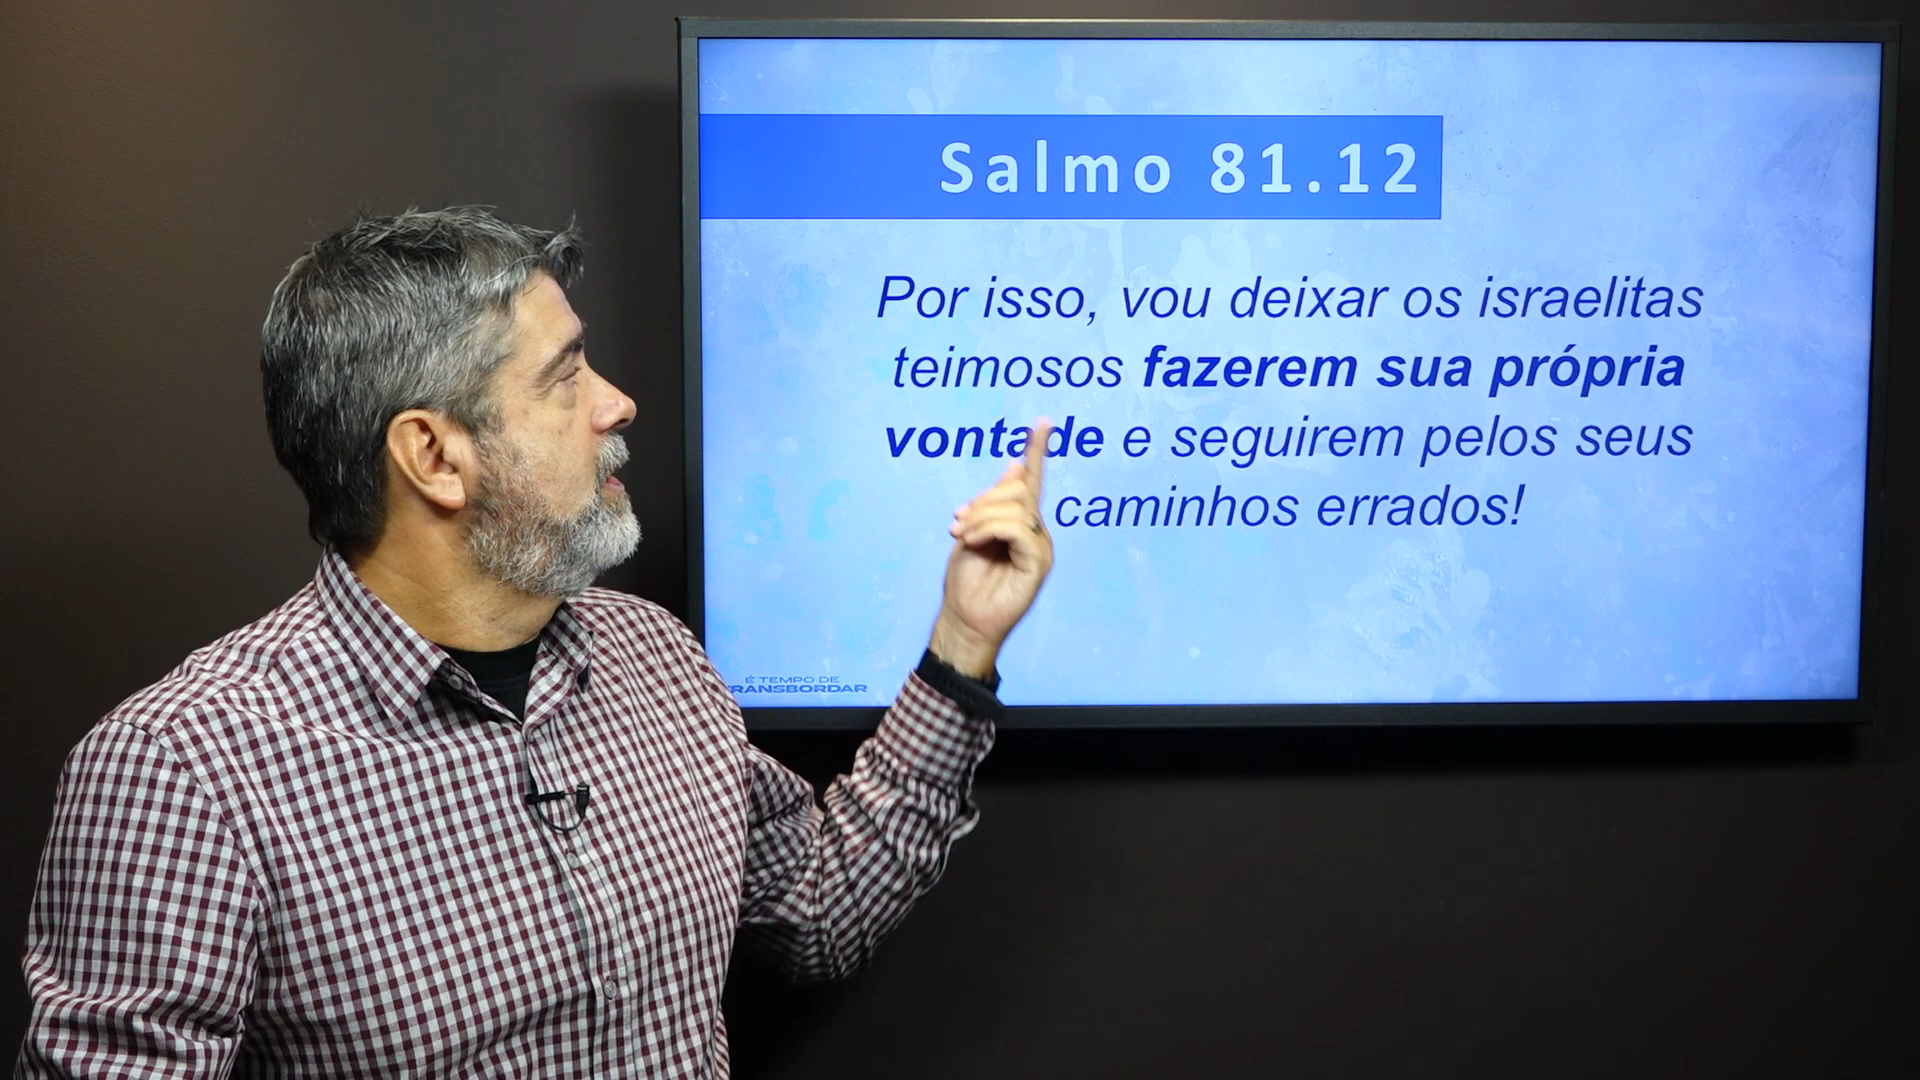 Salmo 81.12
Por isso, vou deixar os israelitas
teimosos fazerem sua própria
vontade e seguirem pelos seus
caminhos errados!
É TEMPO DE
TRANSBORDAR